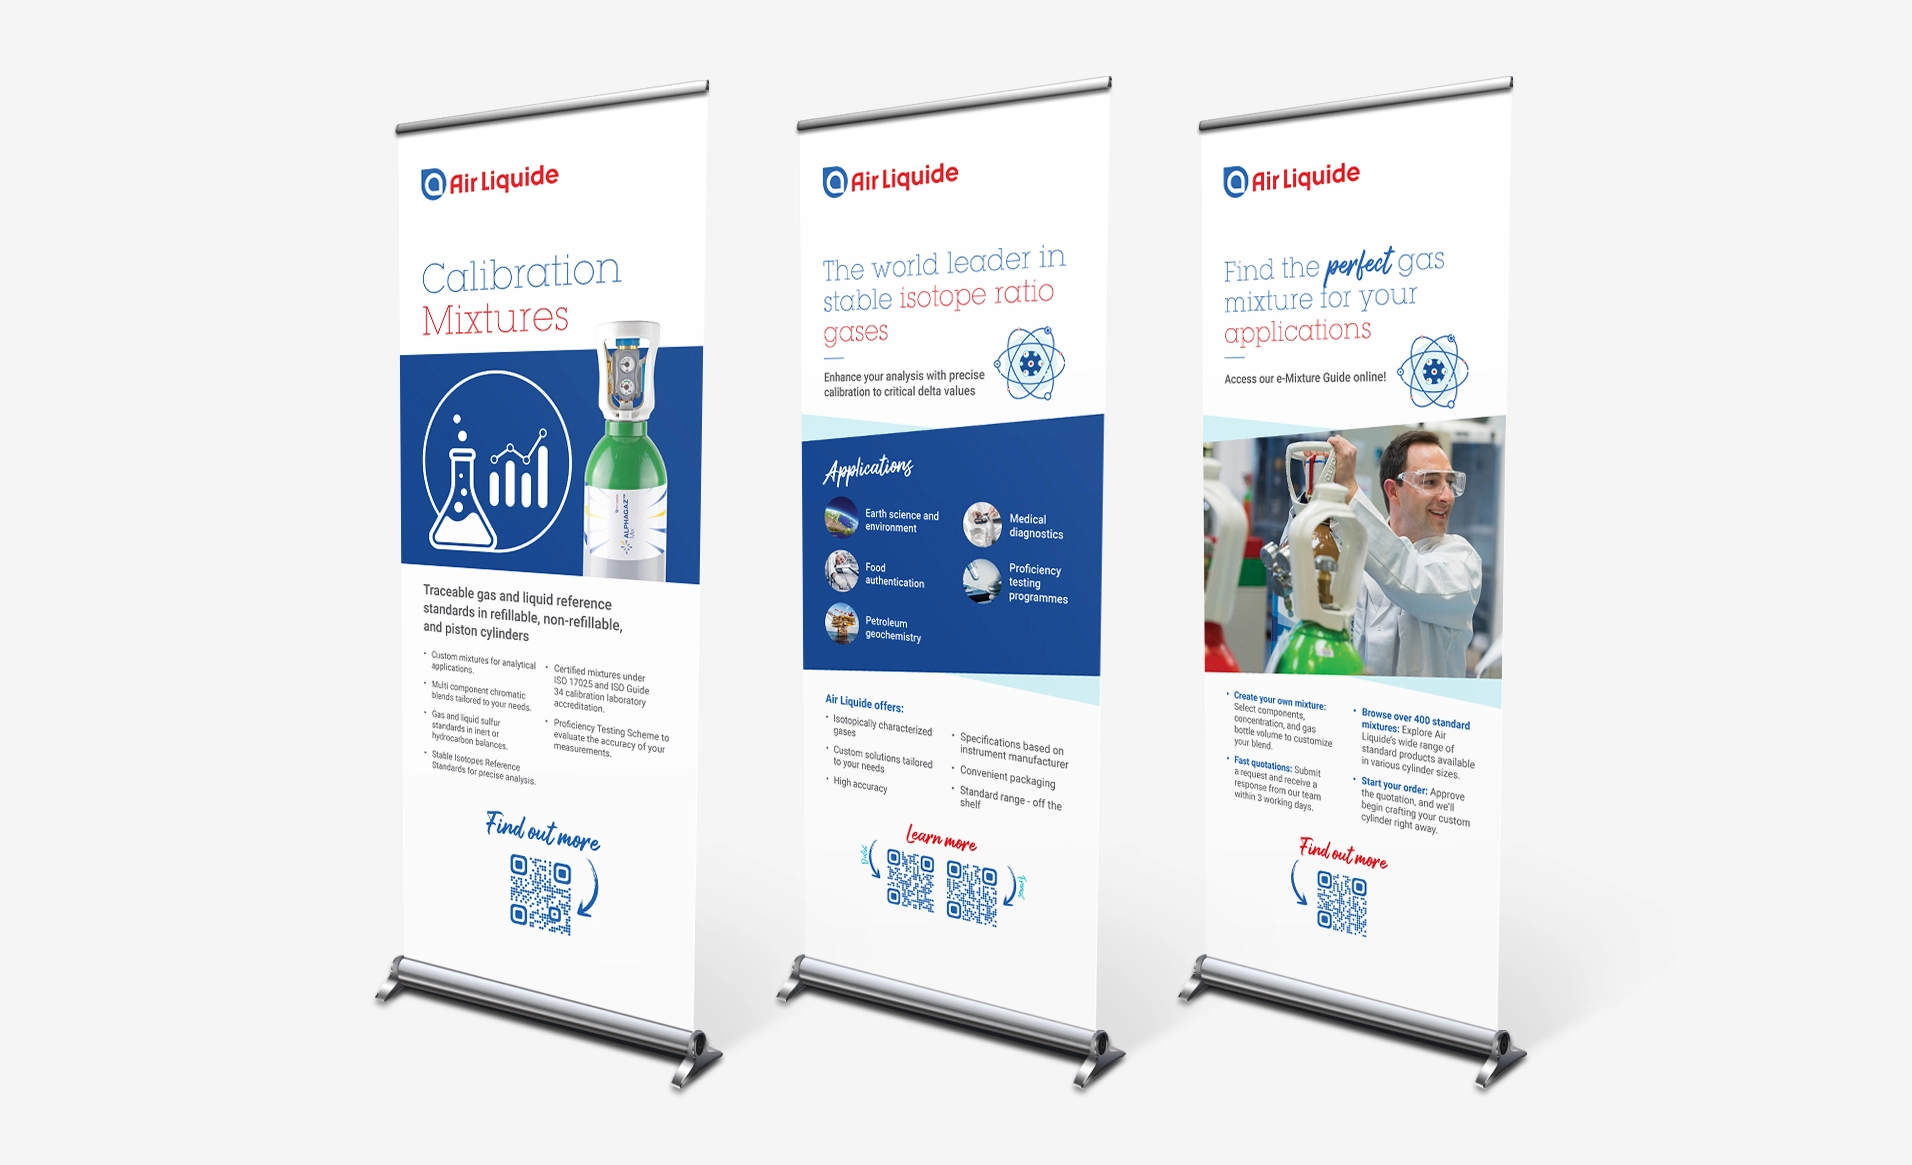 Air Liquide
Calibration
Mixtures
ALPHAGAZ™
Mix
Traceable gas and liquid reference
standards in refillable, non-refillable,
and piston cylinders
• Custom mixtures for analytical
applications.
• Multi component chromatic
blends tailored to your needs.
• Gas and liquid sulfur
standards in inert or
hydrocarbon balances.
• Stable Isotopes Reference
Standards for precise analysis.
• Certified mixtures under
ISO 17025 and ISO Guide
34 calibration laboratory
accreditation.
• Proficiency Testing Scheme to
evaluate the accuracy of your
measurements.
Find out more
Air Liquide
The world leader in
stable isotope ratio
gases
Enhance your analysis with precise
calibration to critical delta values
Applications
Earth science and
environment
Food
authentication
Petroleum
geochemistry
Medical
diagnostics
Proficiency
testing
programmes
Air Liquide offers:
• Isotopically characterized
gases
• Custom solutions tailored
to your needs
• High accuracy
• Specifications based on
instrument manufacturer
• Convenient packaging
• Standard range - off the
shelf
Learn more
Air Liquide
Find the perfect gas
mixture for your
applications
Access our e-Mixture Guide online!
• Create your own mixture:
Select components,
concentration, and gas
bottle volume to customize
your blend.
• Fast quotations: Submit
a request and receive a
response from our team
within 3 working days.
• Browse over 400 standard
mixtures: Explore Air
Liquide's wide range of
standard products available
in various cylinder sizes.
• Start your order: Approve
the quotation, and we'll
begin crafting your custom
cylinder right away.
Find out more